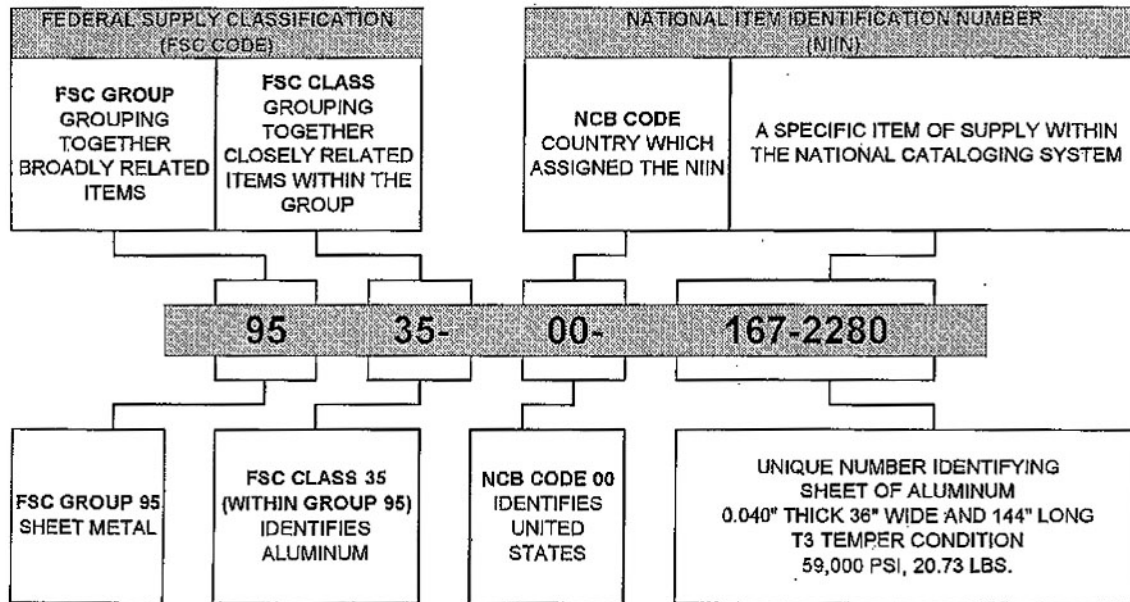 FEDERAL SUPPLY CLASSIFICATION
(FSC CODE)
NATIONAL ITEM IDENTIFICATION NUMBER
(NIIN)
FSC GROUP
GROUPING
TOGETHER
BROADLY RELATED
ITEMS
FSC CLASS
GROUPING
TOGETHER
CLOSELY RELATED
ITEMS WITHIN THE
GROUP
NCB CODE
COUNTRY WHICH
ASSIGNED THE NIIN
A SPECIFIC ITEM OF SUPPLY WITHIN
THE NATIONAL CATALOGING SYSTEM
95 35- 00- 167-2280
FSC GROUP 95
SHEET METAL
FSC CLASS 35
(WITHIN GROUP 95)
IDENTIFIES
ALUMINUM
NCB CODE 00
IDENTIFIES
UNITED
STATES
UNIQUE NUMBER IDENTIFYING
SHEET OF ALUMINUM
0.040" THICK 36" WIDE AND 144" LONG
T3 TEMPER CONDITION
59,000 PSI, 20.73 LBS.